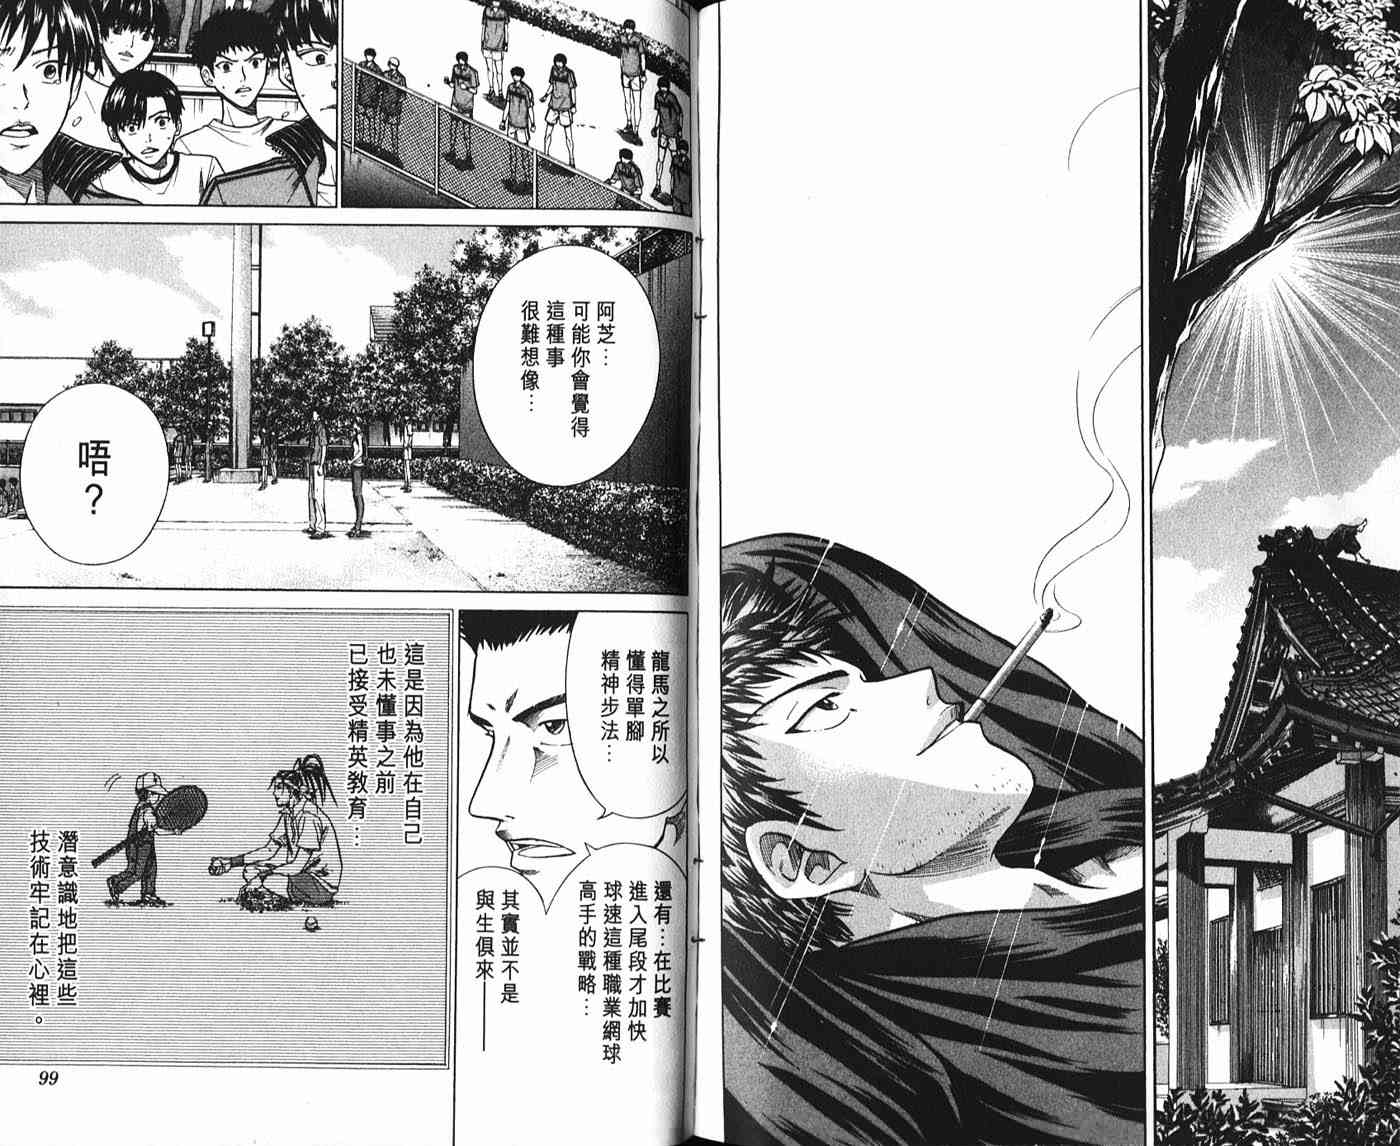 阿芝…
可能你會覺得
這種事
很難想像…
唔？
龍馬之所以
懂得單腳
精神步法…
還有…在比賽
進入尾段才加快
球速這種職業網球
高手的戰略…
其實並不是
與生俱來——
這是因為他在自己
也未懂事之前
已接受精英教育…
潛意識地把這些
技術牢記在心裡。
99